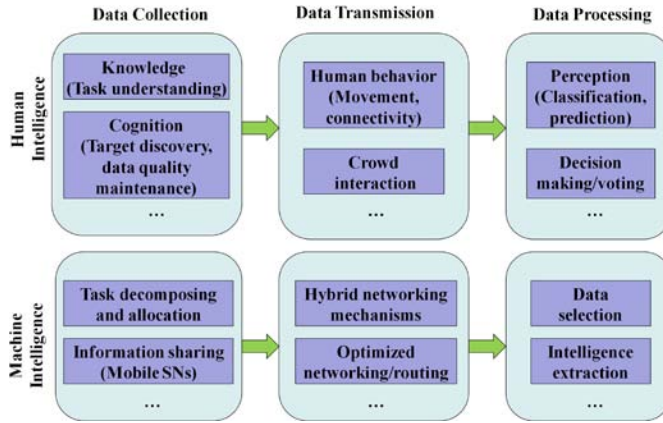 Data Collection
Data Transmission
Data Processing
Human
Intelligence
Knowledge
(Task understanding)
Cognition
(Target discovery,
data quality
maintenance)
...
Human behavior
(Movement,
connectivity)
Crowd
interaction
...
Perception
(Classification,
prediction)
Decision
making/voting
...
Machine
Intelligence
Task decomposing
and allocation
Information sharing
(Mobile SNs)
...
Hybrid networking
mechanisms
Optimized
networking/routing
...
Data
selection
Intelligence
extraction
...